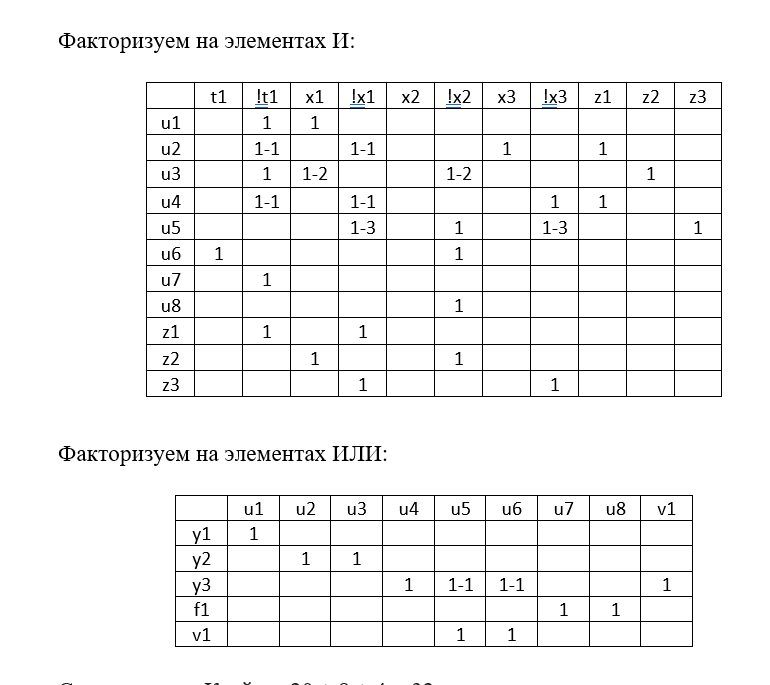 Факторизуем на элементах И:
t1 !t1 x1 !x1 x2 !x2 x3 !x3 z1 z2 z3
u1 1 1
u2 1-1 1-1 1 1
u3 1 1-2 1-2 1
u4 1-1 1-1 1 1
u5 1-3 1 1-3 1
u6 1 1
u7 1
u8 1
z1 1 1
z2 1 1
z3 1 1
Факторизуем на элементах ИЛИ:
u1 u2 u3 u4 u5 u6 u7 u8 v1
y1 1
y2 1 1
y3 1 1-1 1-1 1
f1 1 1
v1 1 1